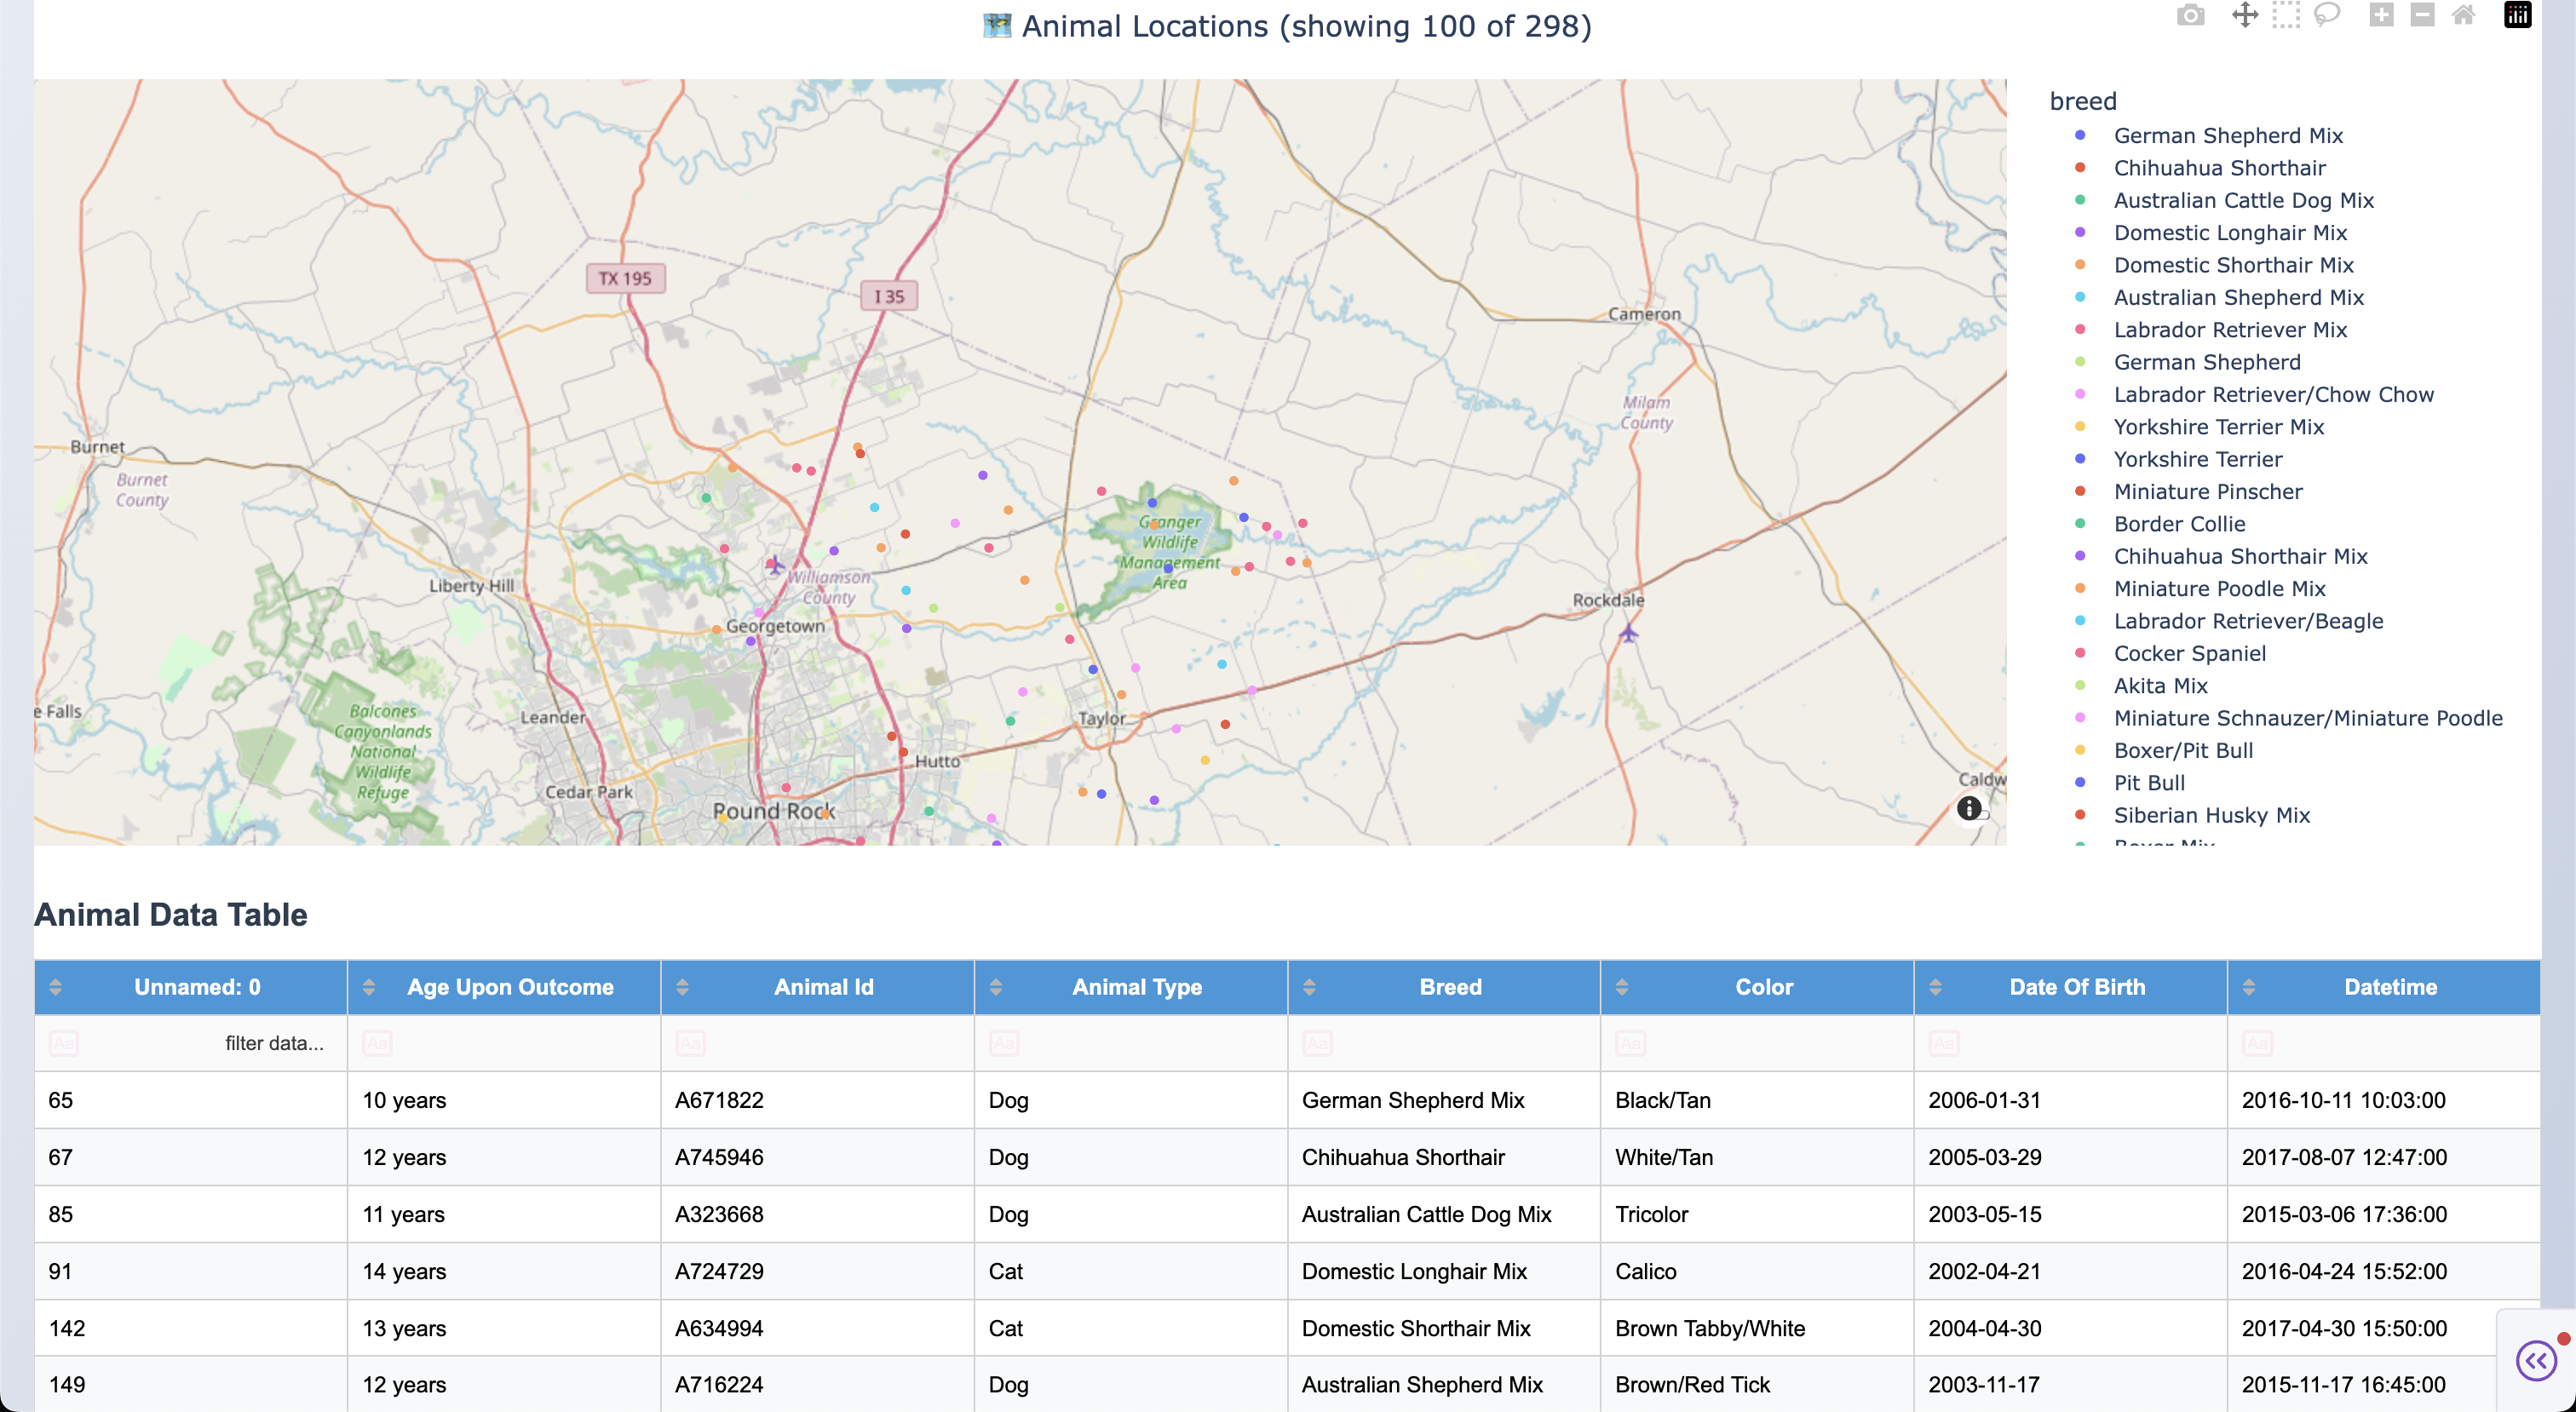 Animal Locations (showing 100 of 298)
TX 195
I 35
Cameron
Milam
County
Burnet
Burnet
County
Granger
Wildlife
Management
Area
Williamson
County
Liberty Hill
Rockdale
Georgetown
e Falls
Balcones
Canyonlands
National
Wildlife
Refuge
Leander
Taylor
Hutto
Cedar Park
Caldw
Round Rock
breed
German Shepherd Mix
Chihuahua Shorthair
Australian Cattle Dog Mix
Domestic Longhair Mix
Domestic Shorthair Mix
Australian Shepherd Mix
Labrador Retriever Mix
German Shepherd
Labrador Retriever/Chow Chow
Yorkshire Terrier Mix
Yorkshire Terrier
Miniature Pinscher
Border Collie
Chihuahua Shorthair Mix
Miniature Poodle Mix
Labrador Retriever/Beagle
Cocker Spaniel
Akita Mix
Miniature Schnauzer/Miniature Poodle
Boxer/Pit Bull
Pit Bull
Siberian Husky Mix
Boxer Mix
Animal Data Table
Unnamed: 0 Age Upon Outcome Animal Id Animal Type Breed Color Date Of Birth Datetime
Aa filter data... Aa Aa Aa Aa Aa Aa Aa
65 10 years A671822 Dog German Shepherd Mix Black/Tan 2006-01-31 2016-10-11 10:03:00
67 12 years A745946 Dog Chihuahua Shorthair White/Tan 2005-03-29 2017-08-07 12:47:00
85 11 years A323668 Dog Australian Cattle Dog Mix Tricolor 2003-05-15 2015-03-06 17:36:00
91 14 years A724729 Cat Domestic Longhair Mix Calico 2002-04-21 2016-04-24 15:52:00
142 13 years A634994 Cat Domestic Shorthair Mix Brown Tabby/White 2004-04-30 2017-04-30 15:50:00
149 12 years A716224 Dog Australian Shepherd Mix Brown/Red Tick 2003-11-17 2015-11-17 16:45:00